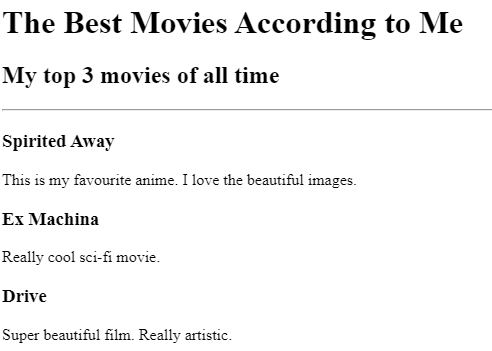 The Best Movies According to Me
My top 3 movies of all time
Spirited Away
This is my favourite anime. I love the beautiful images.
Ex Machina
Really cool sci-fi movie.
Drive
Super beautiful film. Really artistic.